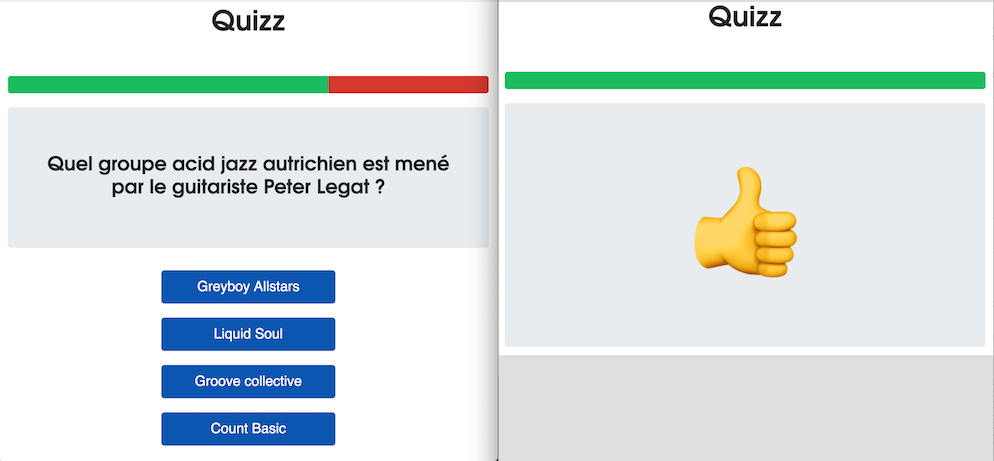 Quizz
Quel groupe acid jazz autrichien est mené
par le guitariste Peter Legat ?
Greyboy Allstars
Liquid Soul
Groove collective
Count Basic
Quizz